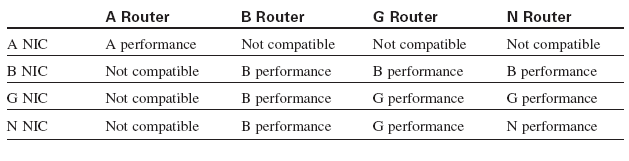 A Router B Router G Router N Router
A NIC A performance Not compatible Not compatible Not compatible
B NIC Not compatible B performance B performance B performance
G NIC Not compatible B performance G performance G performance
N NIC Not compatible B performance G performance N performance